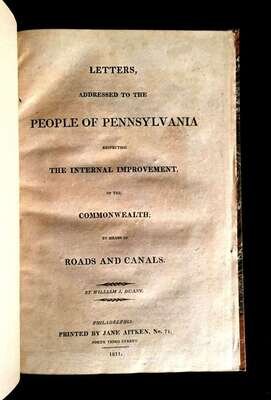 LETTERS,
ADDRESSED TO THE
PEOPLE OF PENNSYLVANIA
RESPECTING
THE INTERNAL IMPROVEMENT,
OF THE
COMMONWEALTH;
BY MEANS OF
ROADS AND CANALS.
BY WILLIAM J. DUANE.
PHILADELPHIA:
PRINTED BY JANE AITKEN, No. 71,
NORTH THIRD STREET.
1811.